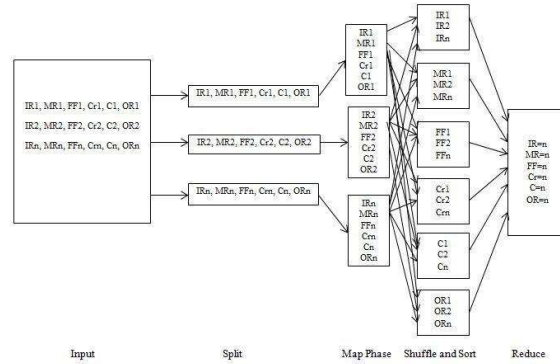 IR1, MR1, FF1, Cr1, C1, OR1
IR2, MR2, FF2, Cr2, C2, OR2
IRn, MRn, FFn, Crn, Cn, ORn
IR1, MR1, FF1, Cr1, C1, OR1
IR2, MR2, FF2, Cr2, C2, OR2
IRn, MRn, FFn, Crn, Cn, ORn
IR1
MR1
FF1
Cr1
C1
OR1
IR2
MR2
FF2
Cr2
C2
OR2
IRn
MRn
FFn
Crn
Cn
ORn
IR1
IR2
IRn
MR1
MR2
MRn
FF1
FF2
FFn
Cr1
Cr2
Crn
C1
C2
Cn
OR1
OR2
ORn
IR=n
MR=n
FF=n
Cr=n
C=n
OR=n
Input
Split
Map Phase
Shuffle and Sort
Reduce